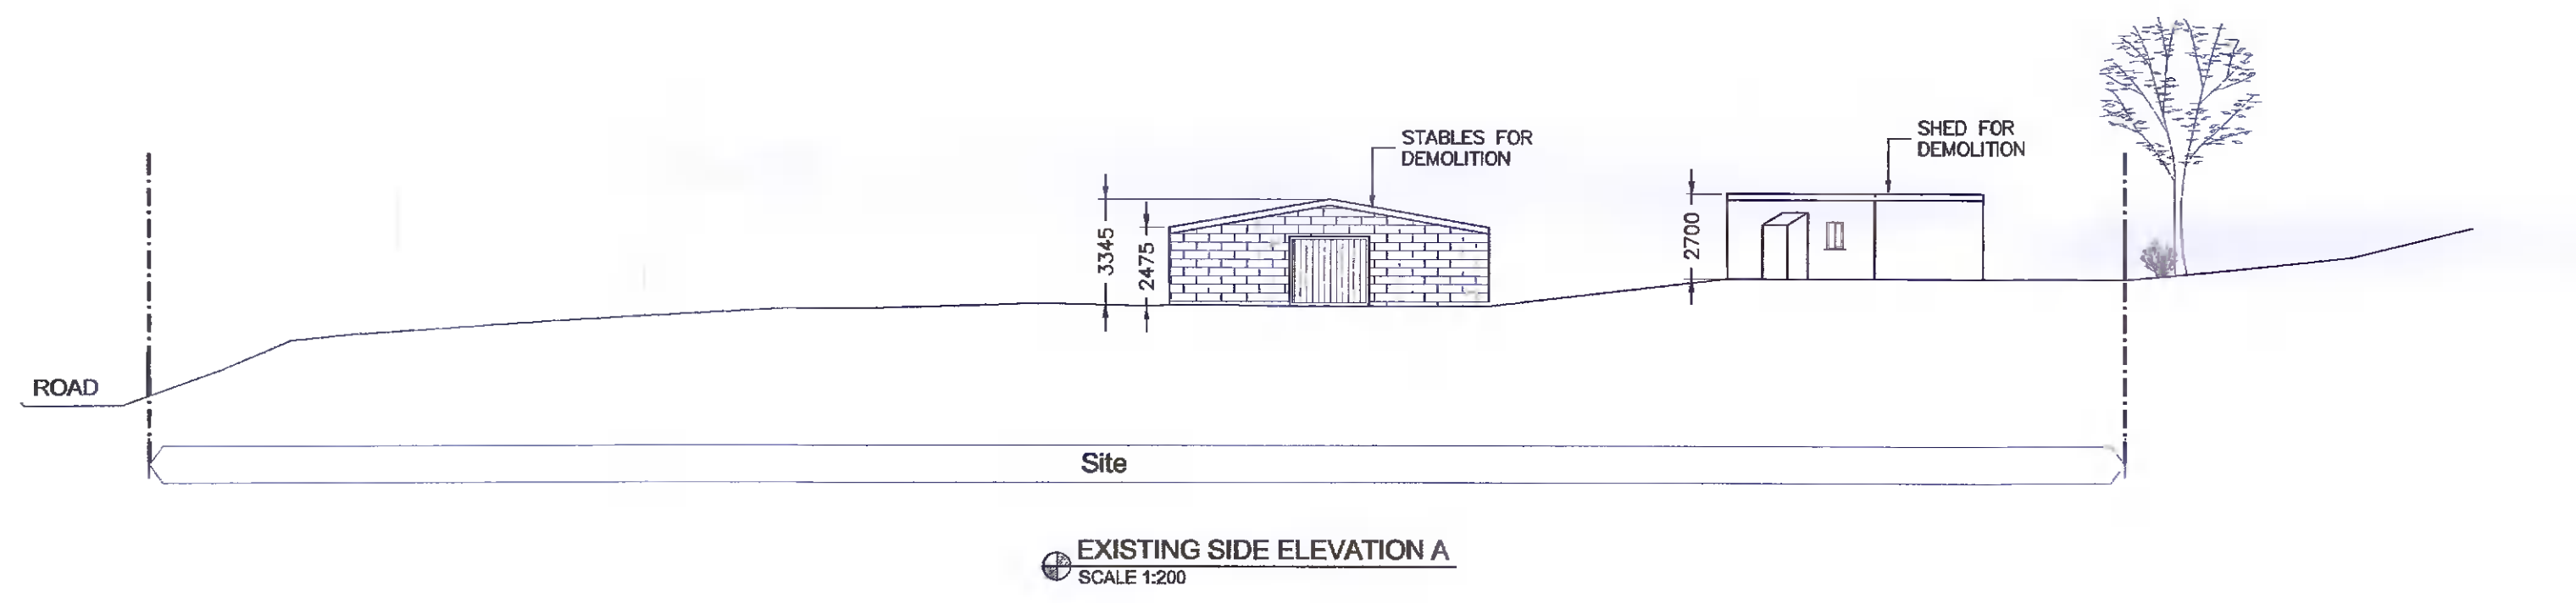 STABLES FOR
DEMOLITION
SHED FOR
DEMOLITION
3345
2475
2700
ROAD
Site
EXISTING SIDE ELEVATION A
SCALE 1:200